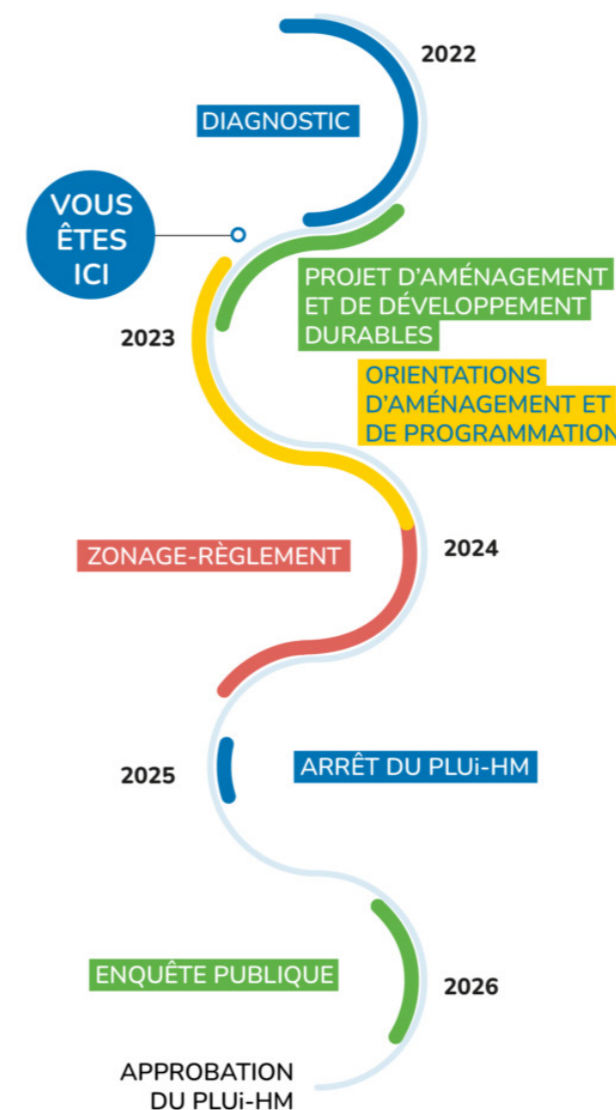 2022
DIAGNOSTIC
VOUS
ÊTES
ICI
PROJET D'AMÉNAGEMENT
ET DE DÉVELOPPEMENT
DURABLES
2023
ORIENTATIONS
D'AMÉNAGEMENT ET
DE PROGRAMMATION
ZONAGE-RÈGLEMENT
2024
2025
ARRÊT DU PLUi-HM
ENQUÊTE PUBLIQUE
2026
APPROBATION
DU PLUi-HM